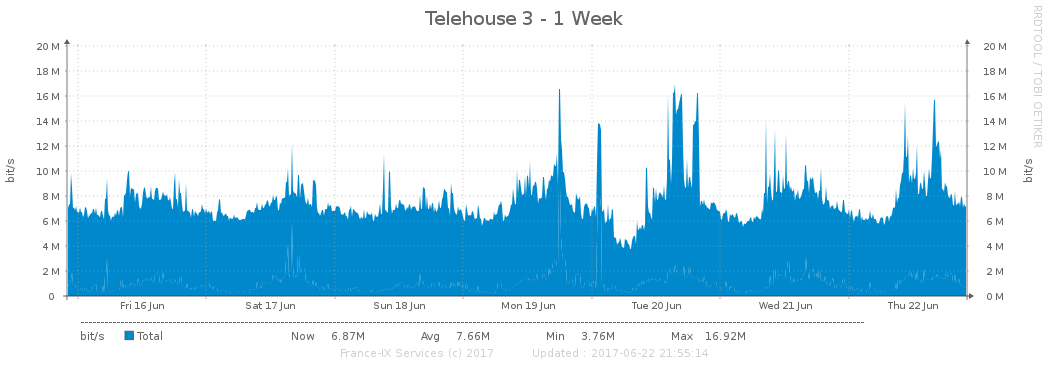 Telehouse 3 - 1 Week
RRDTOOL / TOBI OETIKER
20 M 20 M
18 M 18 M
16 M 16 M
14 M 14 M
12 M 12 M
10 M 10 M
8 M 8 M
6 M 6 M
4 M 4 M
2 M 2 M
0 0 M
bit/s bit/s
Fri 16 Jun Sat 17 Jun Sun 18 Jun Mon 19 Jun Tue 20 Jun Wed 21 Jun Thu 22 Jun
bit/s Total Now 6.87M Avg 7.66M Min 3.76M Max 16.92M
France-IX Services (c) 2017 Updated : 2017-06-22 21:55:14